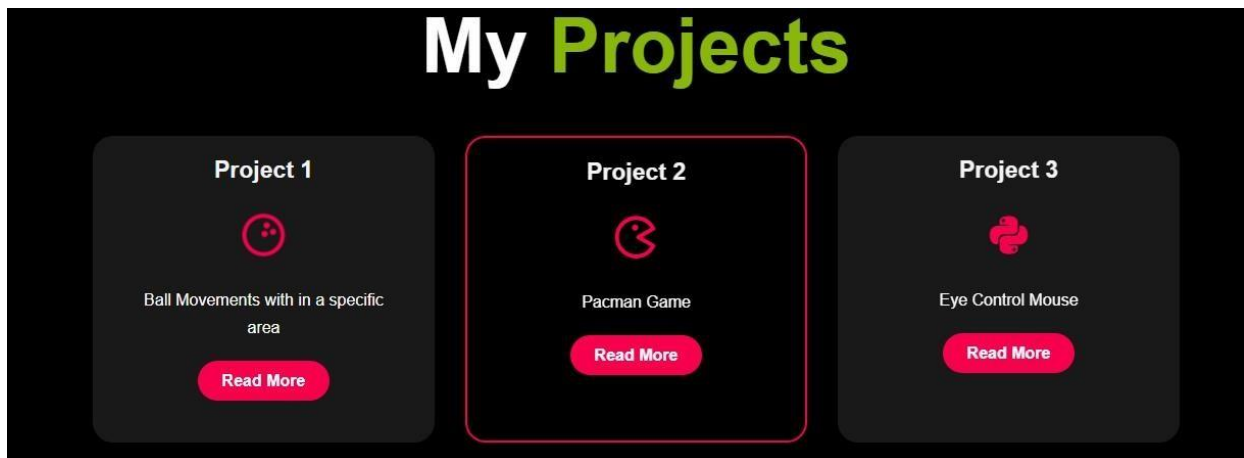 My Projects
Project 1
Ball Movements with in a specific
area
Read More
Project 2
Pacman Game
Read More
Project 3
Eye Control Mouse
Read More